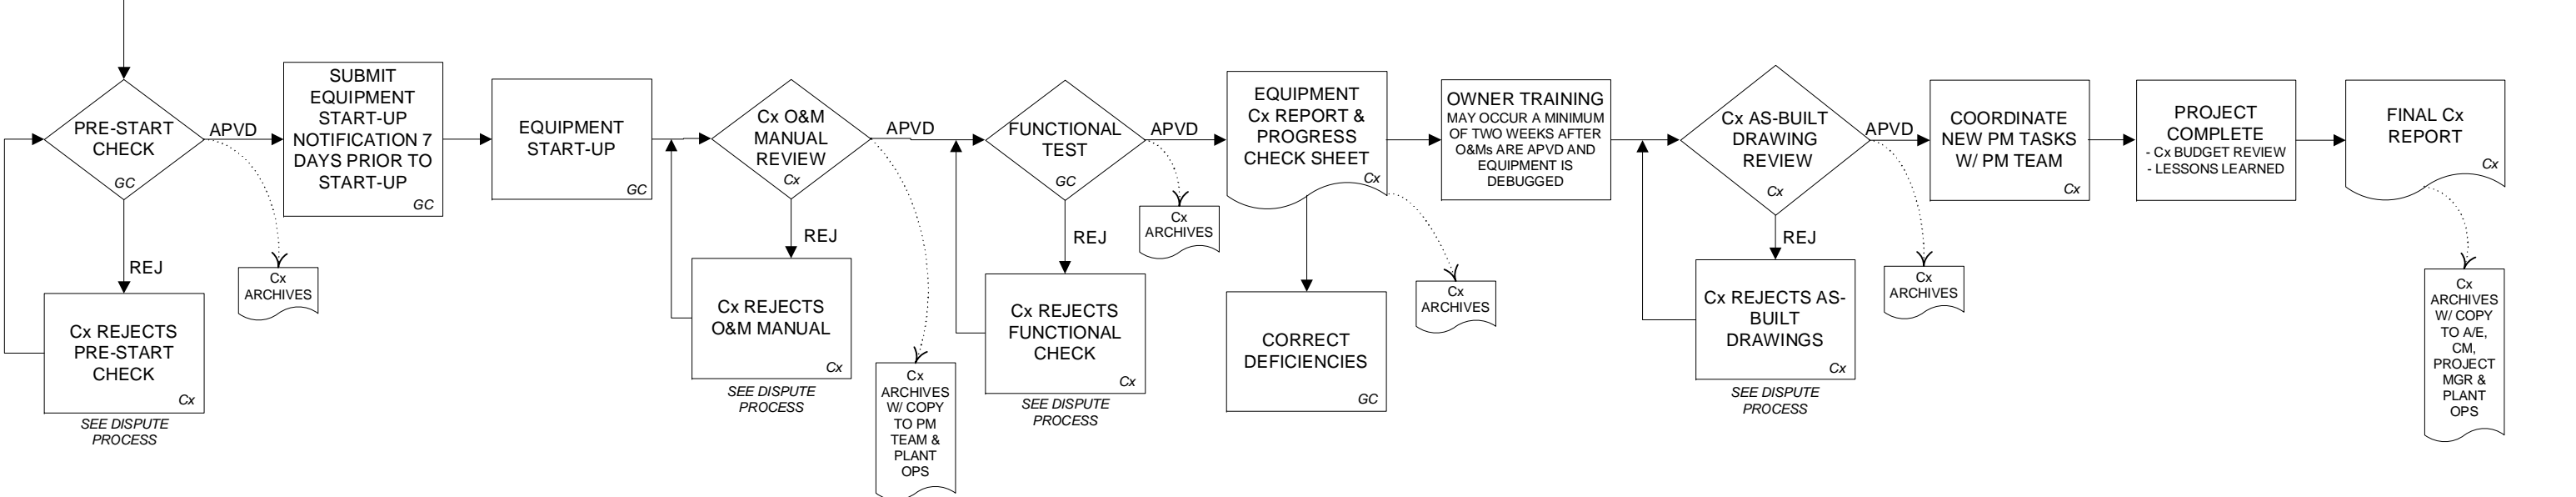 PRE-START
CHECK
GC
APVD
REJ
Cx REJECTS
PRE-START
CHECK
Cx
SEE DISPUTE
PROCESS
Cx
ARCHIVES
SUBMIT
EQUIPMENT
START-UP
NOTIFICATION 7
DAYS PRIOR TO
START-UP
GC
EQUIPMENT
START-UP
GC
Cx O&M
MANUAL
REVIEW
Cx
APVD
REJ
Cx REJECTS
O&M MANUAL
Cx
SEE DISPUTE
PROCESS
Cx
ARCHIVES
W/ COPY
TO PM
TEAM &
PLANT
OPS
FUNCTIONAL
TEST
GC
APVD
REJ
Cx REJECTS
FUNCTIONAL
CHECK
Cx
SEE DISPUTE
PROCESS
Cx
ARCHIVES
EQUIPMENT
Cx REPORT &
PROGRESS
CHECK SHEET
Cx
CORRECT
DEFICIENCIES
GC
Cx
ARCHIVES
OWNER TRAINING
MAY OCCUR A MINIMUM
OF TWO WEEKS AFTER
O&Ms ARE APVD AND
EQUIPMENT IS
DEBUGGED
Cx AS-BUILT
DRAWING
REVIEW
Cx
APVD
REJ
Cx REJECTS AS-
BUILT
DRAWINGS
Cx
SEE DISPUTE
PROCESS
Cx
ARCHIVES
COORDINATE
NEW PM TASKS
W/ PM TEAM
Cx
PROJECT
COMPLETE
- Cx BUDGET REVIEW
- LESSONS LEARNED
FINAL Cx
REPORT
Cx
Cx
ARCHIVES
W/ COPY
TO A/E,
CM,
PROJECT
MGR &
PLANT
OPS